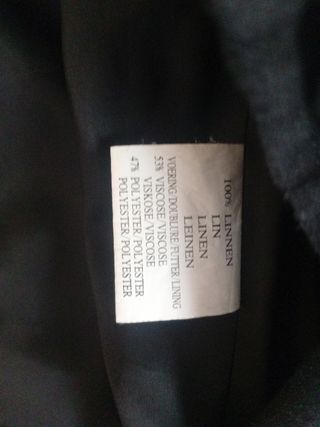 100% LINNEN
LIN
LINEN
LEINEN
VOERING/DOUBLURE/FUTTER/LINING
53% VISCOSE/VISCOSE
VISKOSE/VISCOSE
47% POLYESTER/POLYESTER
POLYESTER/POLYESTER